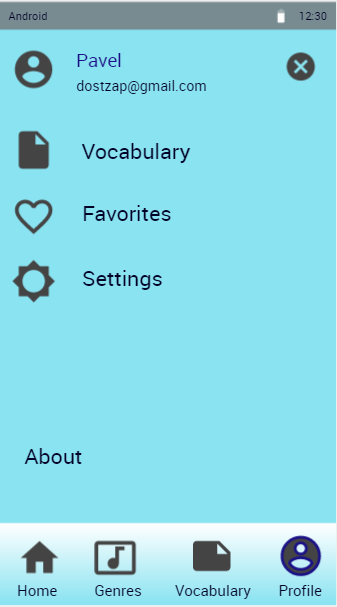 Android 12:30
Pavel
dostzap@gmail.com
Vocabulary
Favorites
Settings
About
Home Genres Vocabulary Profile